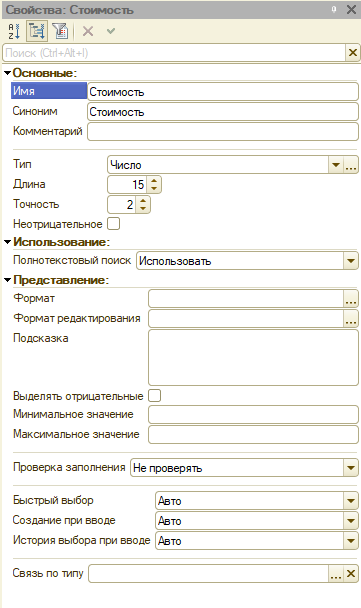 Свойства: Стоимость
Поиск (Ctrl+Alt+I)
Основные:
Имя Стоимость
Синоним Стоимость
Комментарий
Тип Число
Длина 15
Точность 2
Неотрицательное
Использование:
Полнотекстовый поиск Использовать
Представление:
Формат
Формат редактирования
Подсказка
Выделять отрицательные
Минимальное значение
Максимальное значение
Проверка заполнения Не проверять
Быстрый выбор Авто
Создание при вводе Авто
История выбора при вводе Авто
Связь по типу